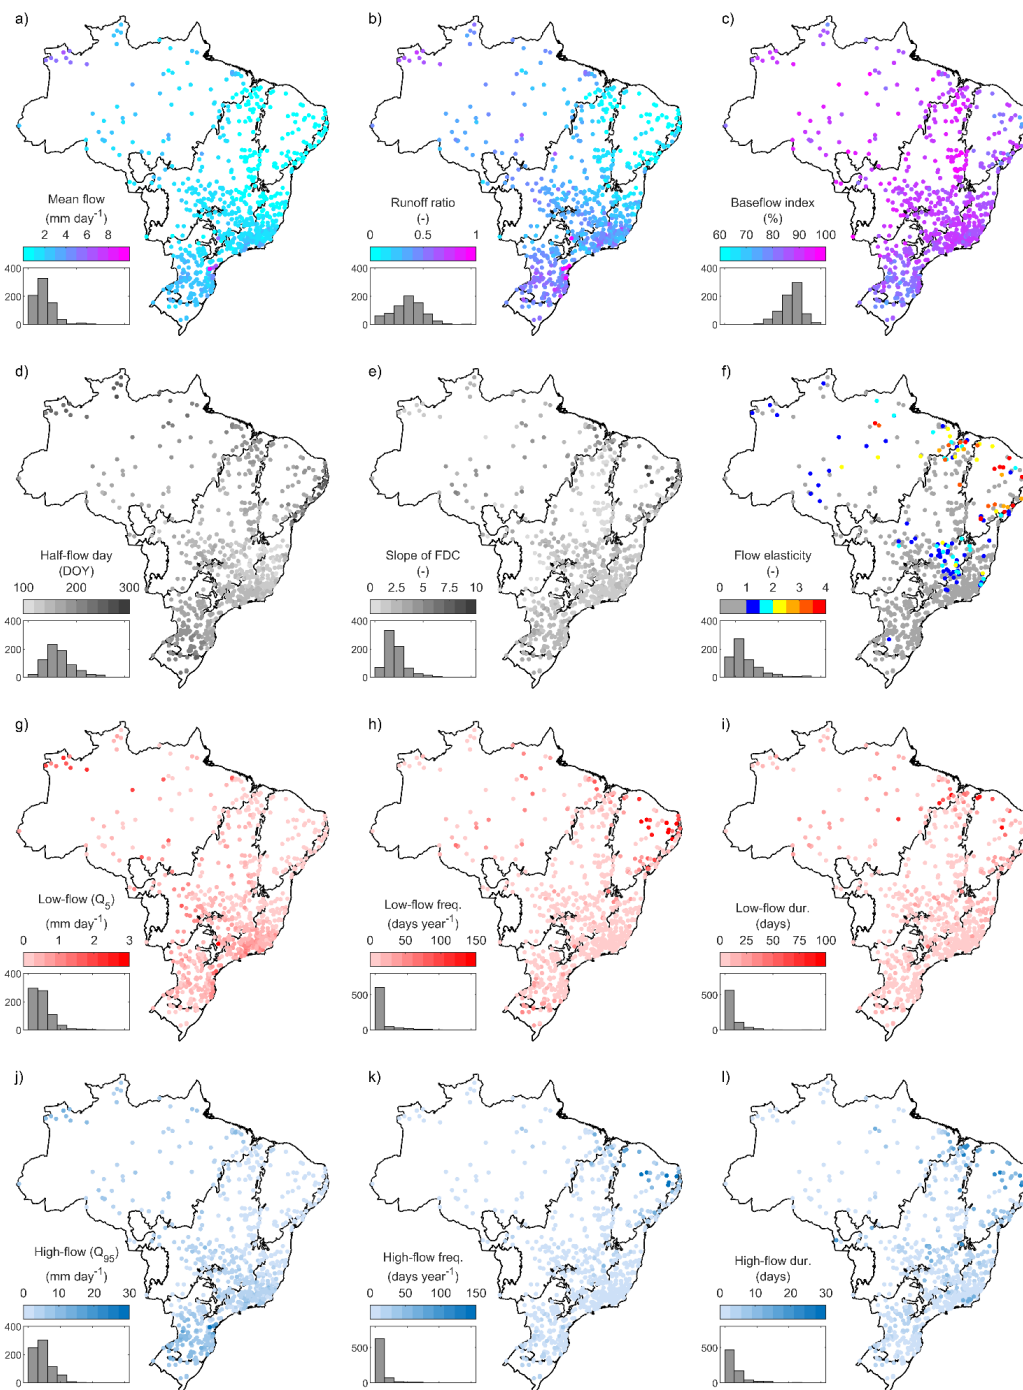 a)
b)
c)
Mean flow
(mm day-1)
2 4 6 8
400
200
0
Runoff ratio
(-)
0 0.5 1
400
200
0
Baseflow index
(%)
60 70 80 90 100
400
200
0
d)
e)
f)
Half-flow day
(DOY)
100 200 300
400
200
0
Slope of FDC
(-)
0 2.5 5 7.5 10
400
200
0
Flow elasticity
(-)
0 1 2 3 4
400
200
0
g)
h)
i)
Low-flow (Q5)
(mm day-1)
0 1 2 3
400
200
0
Low-flow freq.
(days year-1)
0 50 100 150
500
0
Low-flow dur.
(days)
0 25 50 75 100
500
0
j)
k)
l)
High-flow (Q95)
(mm day-1)
0 10 20 30
400
200
0
High-flow freq.
(days year-1)
0 50 100 150
500
0
High-flow dur.
(days)
0 10 20 30
500
0